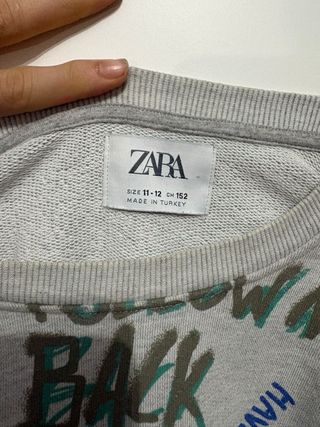 ZARA
SIZE 11-12 CM 152
MADE IN TURKEY
BACK